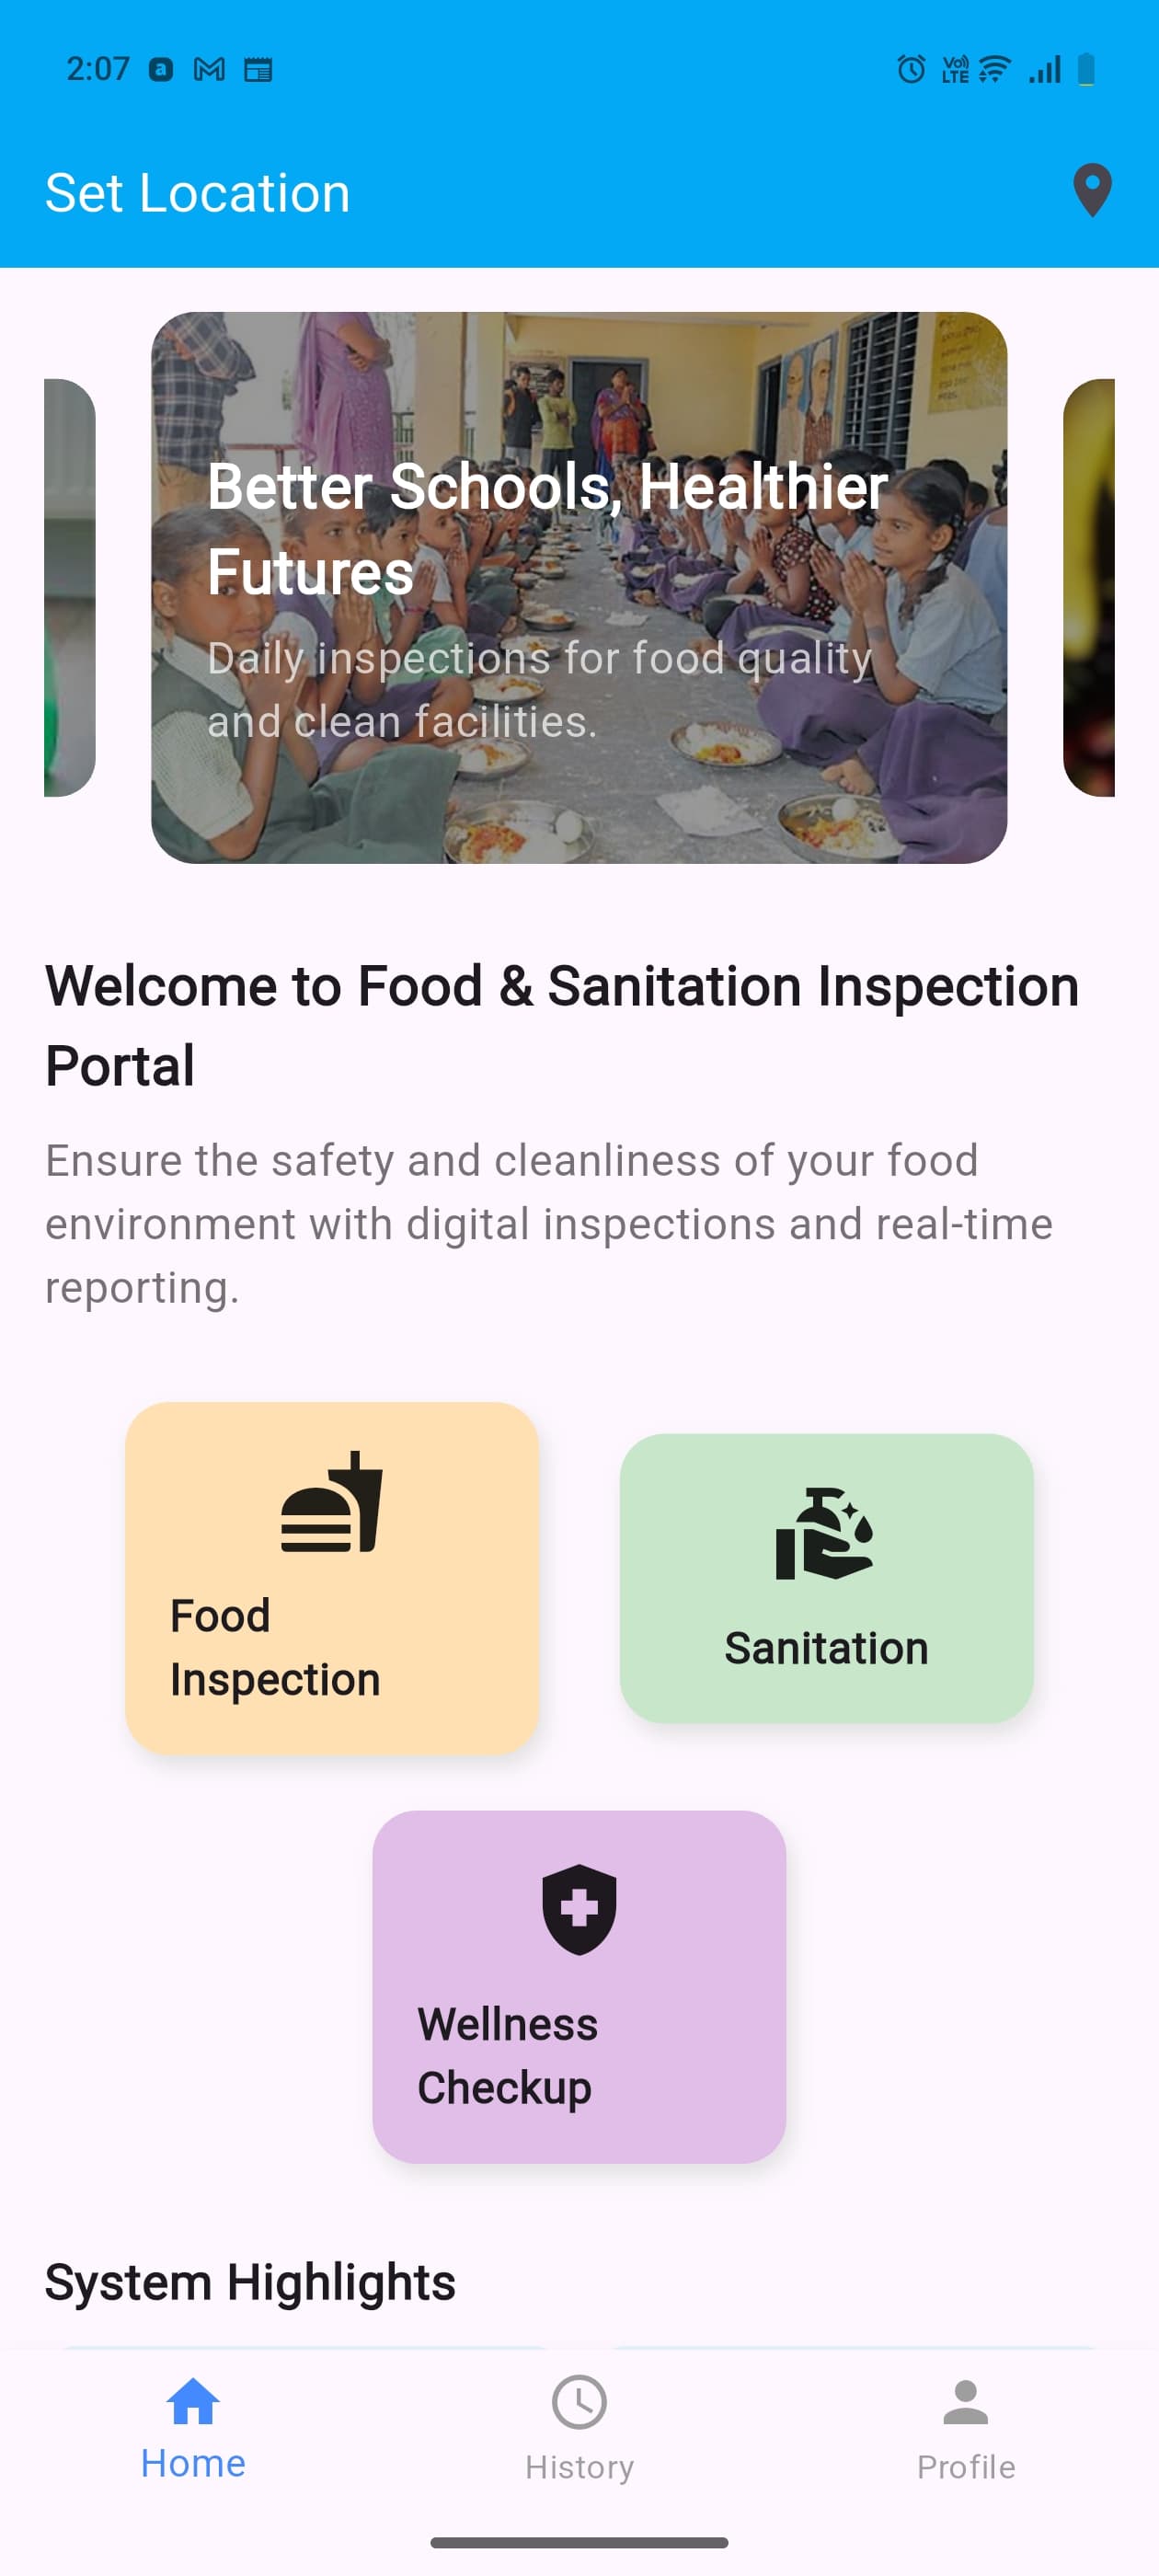 2:07
Vo)) LTE
Set Location
Better Schools, Healthier
Futures
Daily inspections for food quality
and clean facilities.
Welcome to Food & Sanitation Inspection
Portal
Ensure the safety and cleanliness of your food
environment with digital inspections and real-time
reporting.
Food
Inspection
Sanitation
Wellness
Checkup
System Highlights
Home
History
Profile